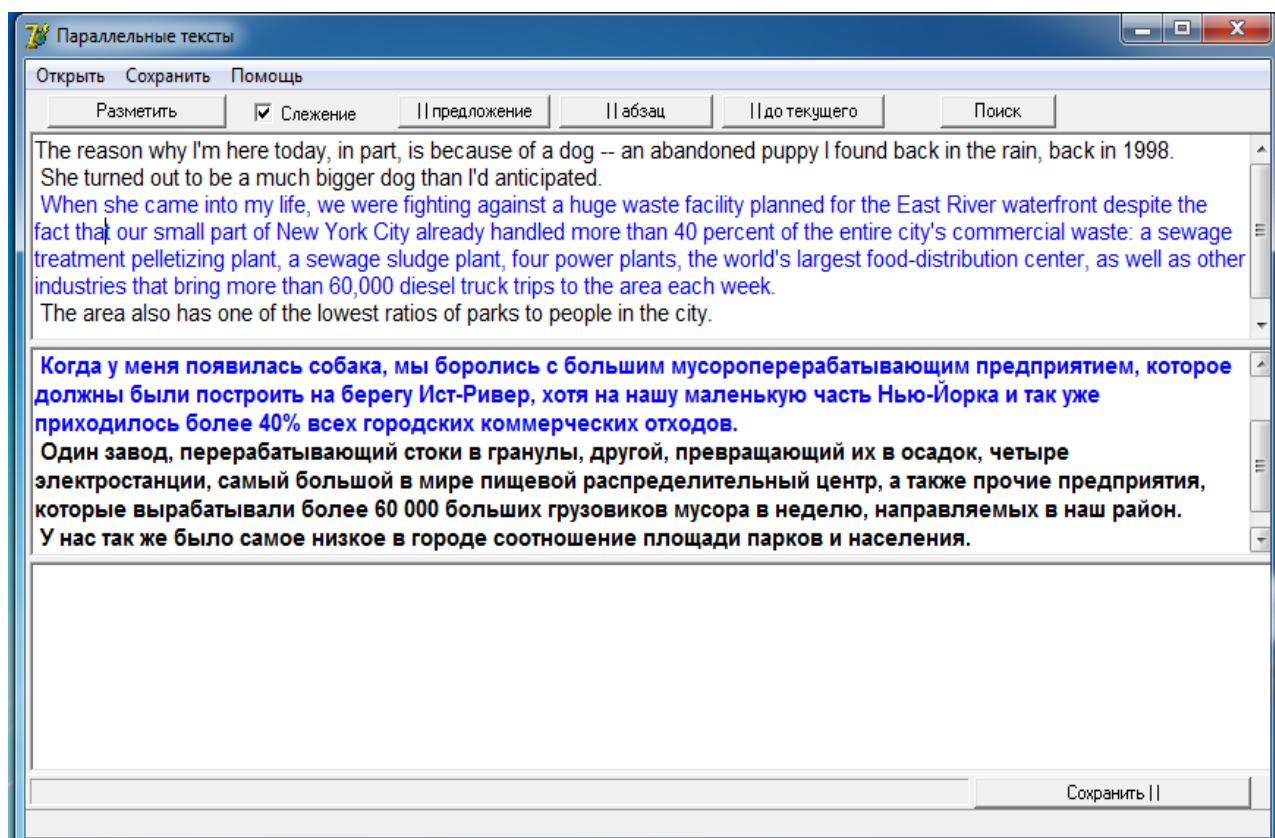 Параллельные тексты
Открыть Сохранить Помощь
Разметить Слежение ||предложение ||абзац ||до текущего Поиск
The reason why I'm here today, in part, is because of a dog -- an abandoned puppy I found back in the rain, back in 1998.
She turned out to be a much bigger dog than I'd anticipated.
When she came into my life, we were fighting against a huge waste facility planned for the East River waterfront despite the
fact that our small part of New York City already handled more than 40 percent of the entire city's commercial waste: a sewage
treatment pelletizing plant, a sewage sludge plant, four power plants, the world's largest food-distribution center, as well as other
industries that bring more than 60,000 diesel truck trips to the area each week.
The area also has one of the lowest ratios of parks to people in the city.
Когда у меня появилась собака, мы боролись с большим мусороперерабатывающим предприятием, которое
должны были построить на берегу Ист-Ривер, хотя на нашу маленькую часть Нью-Йорка и так уже
приходилось более 40% всех городских коммерческих отходов.
Один завод, перерабатывающий стоки в гранулы, другой, превращающий их в осадок, четыре
электростанции, самый большой в мире пищевой распределительный центр, а также прочие предприятия,
которые вырабатывали более 60 000 больших грузовиков мусора в неделю, направляемых в наш район.
У нас так же было самое низкое в городе соотношение площади парков и населения.
Сохранить ||